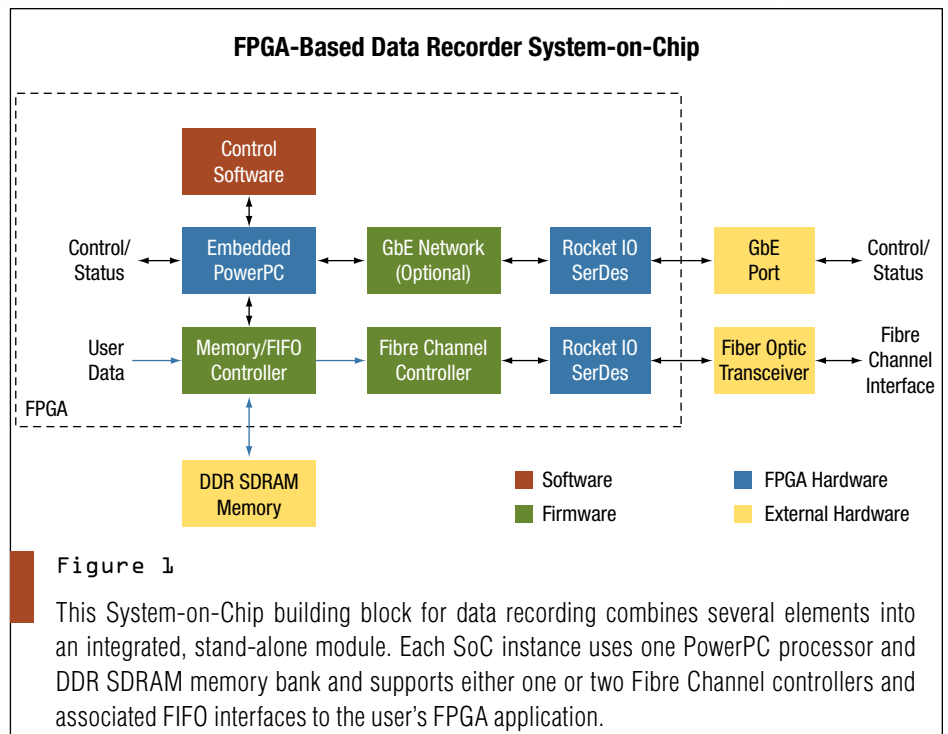 FPGA-Based Data Recorder System-on-Chip
Control
Software
Control/
Status
Embedded
PowerPC
GbE Network
(Optional)
Rocket IO
SerDes
GbE
Port
Control/
Status
User
Data
Memory/FIFO
Controller
Fibre Channel
Controller
Rocket IO
SerDes
Fiber Optic
Transceiver
Fibre
Channel
Interface
FPGA
DDR SDRAM
Memory
Software
FPGA Hardware
Firmware
External Hardware
Figure 1
This System-on-Chip building block for data recording combines several elements into
an integrated, stand-alone module. Each SoC instance uses one PowerPC processor and
DDR SDRAM memory bank and supports either one or two Fibre Channel controllers and
associated FIFO interfaces to the user's FPGA application.